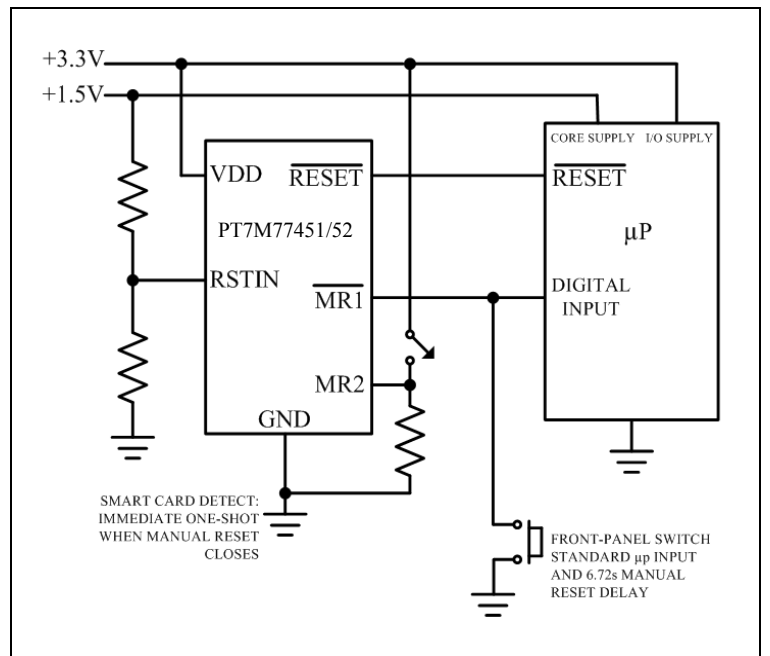 +3.3V
+1.5V
CORE SUPPLY I/O SUPPLY
VDD
RESET
RESET
PT7M77451/52
µP
RSTIN
MR1
DIGITAL
INPUT
MR2
GND
SMART CARD DETECT:
IMMEDIATE ONE-SHOT
WHEN MANUAL RESET
CLOSES
FRONT-PANEL SWITCH
STANDARD µp INPUT
AND 6.72s MANUAL
RESET DELAY